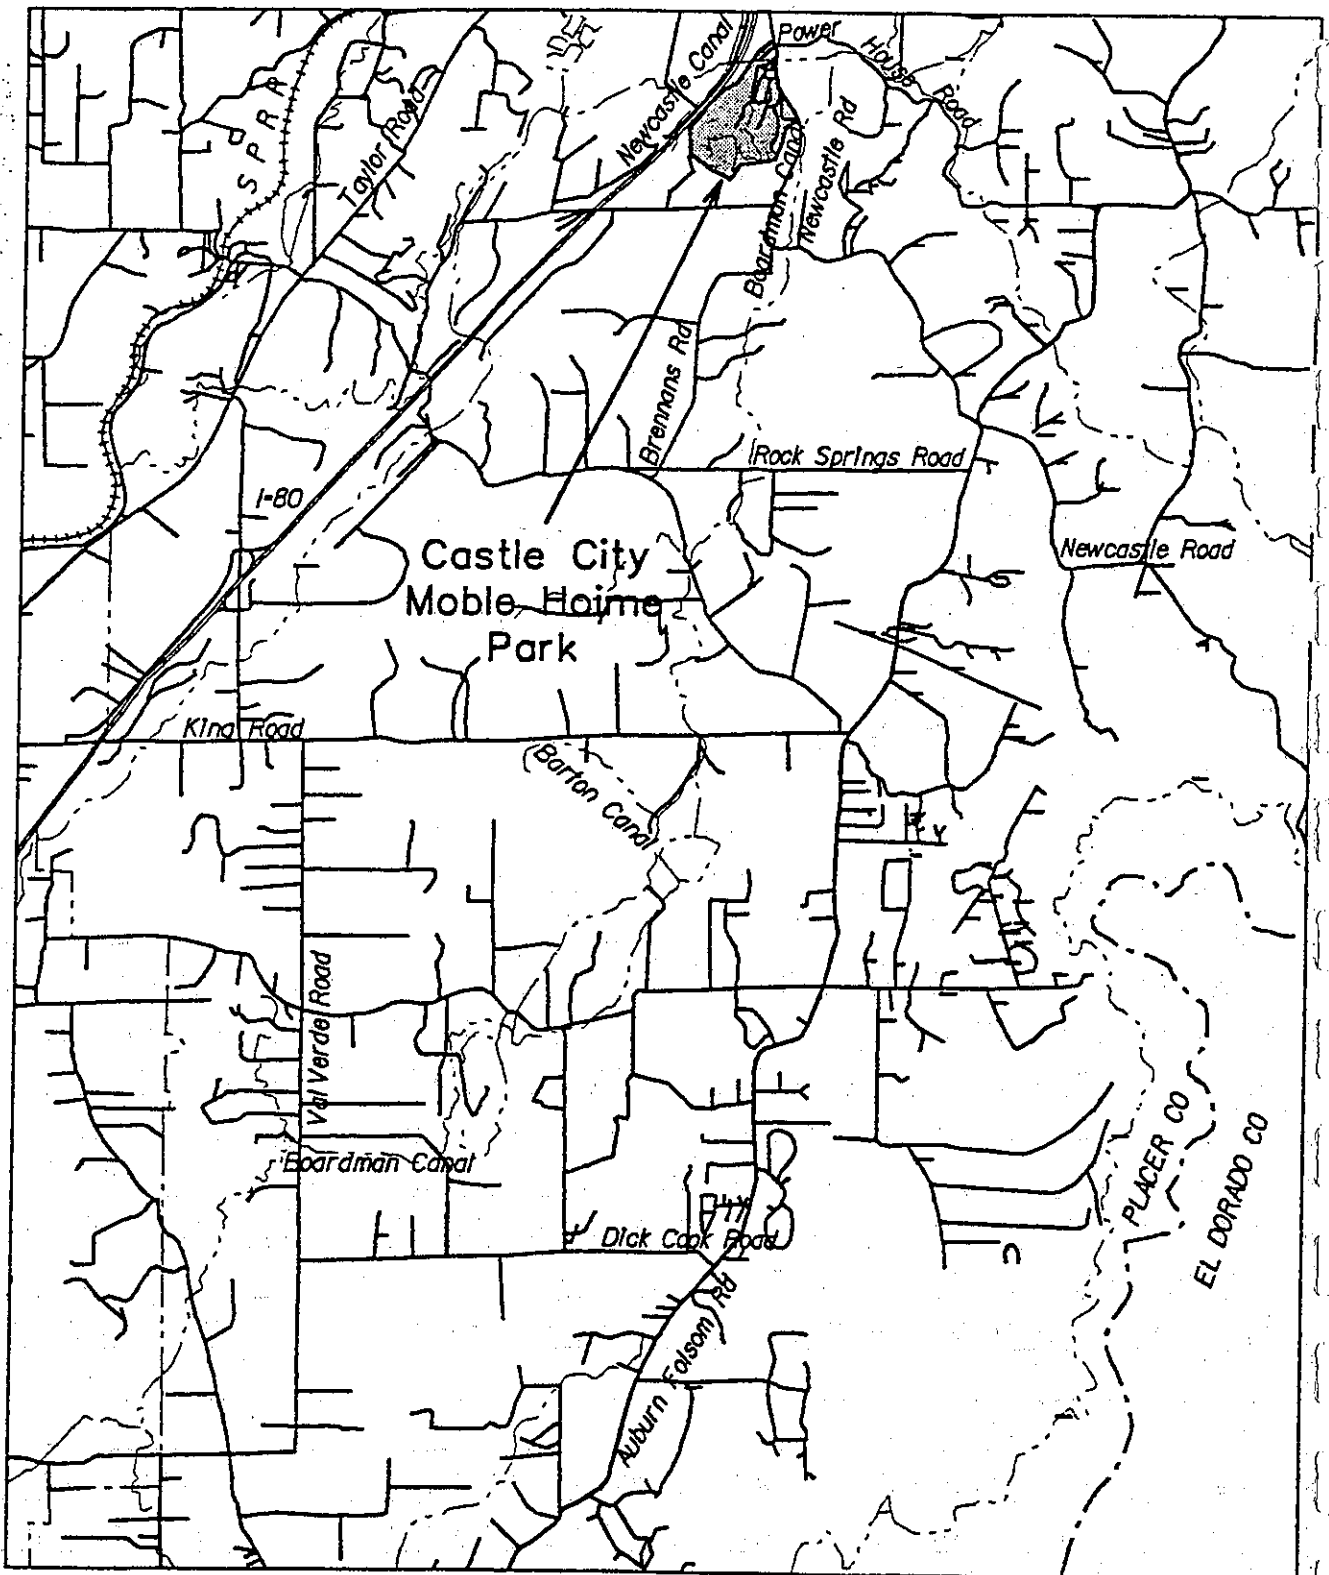 Power
House
Road
Newcastle Canal
S P R R
Taylor Road
Boardman Canal
Newcastle Rd
Brennans Rd
Rock Springs Road
I-80
Castle City
Moble Hoime
Park
Newcastle Road
King Road
Barton Canal
Val Verde Road
Boardman Canal
PLACER CO
EL DORADO CO
Dick Cook Road
Auburn Folsom Rd